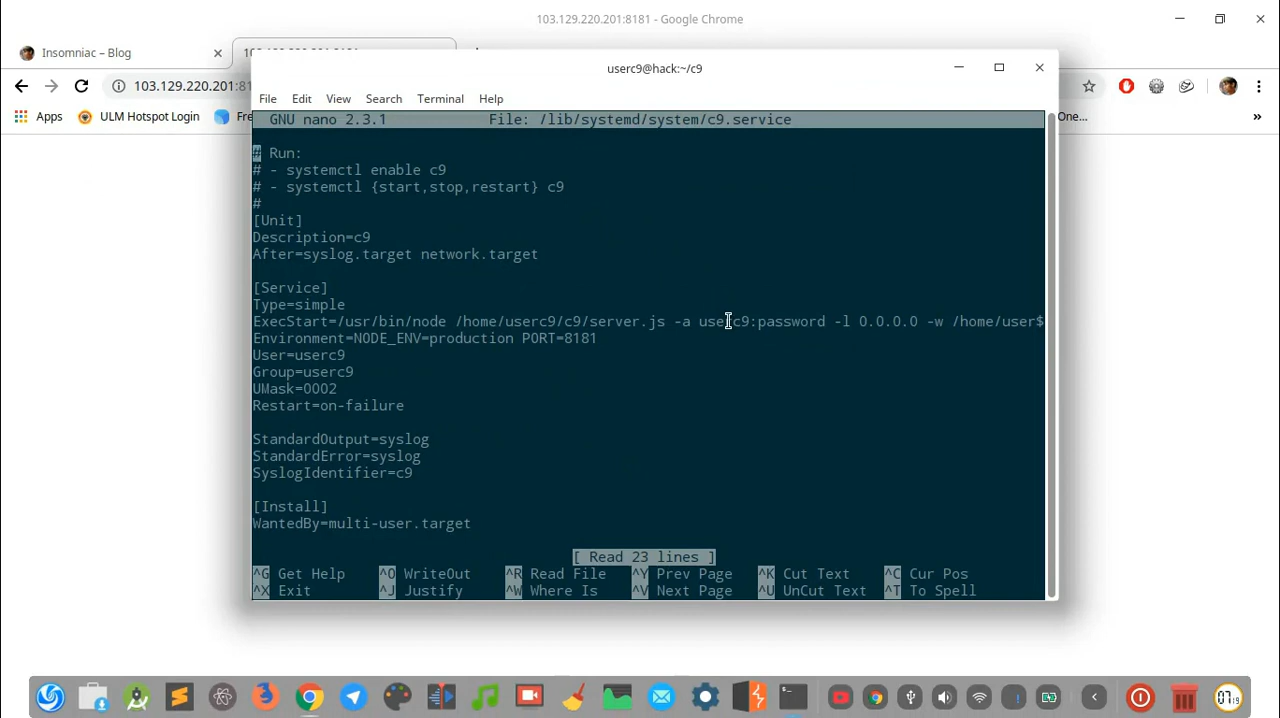 103.129.220.201:8181 - Google Chrome
Insomniac – Blog
103.129.220.201:81
Apps
ULM Hotspot Login
Fre
One...
»
userc9@hack:~/c9
File Edit View Search Terminal Help
GNU nano 2.3.1 File: /lib/systemd/system/c9.service
# Run:
# - systemctl enable c9
# - systemctl {start,stop,restart} c9
#
[Unit]
Description=c9
After=syslog.target network.target
[Service]
Type=simple
ExecStart=/usr/bin/node /home/userc9/c9/server.js -a userc9:password -l 0.0.0.0 -w /home/user$
Environment=NODE_ENV=production PORT=8181
User=userc9
Group=userc9
UMask=0002
Restart=on-failure
StandardOutput=syslog
StandardError=syslog
SyslogIdentifier=c9
[Install]
WantedBy=multi-user.target
[ Read 23 lines ]
^G Get Help ^O WriteOut ^R Read File ^Y Prev Page ^K Cut Text ^C Cur Pos
^X Exit ^J Justify ^W Where Is ^V Next Page ^U UnCut Text ^T To Spell